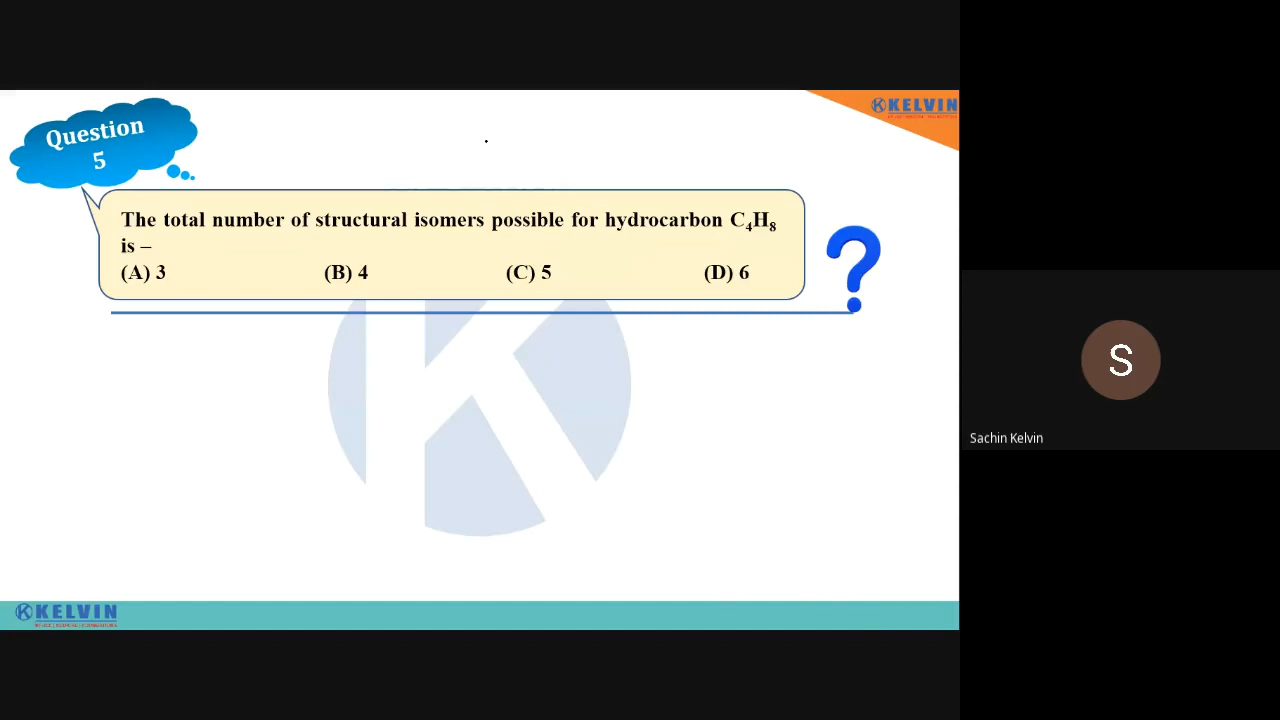 Question
5
KELVIN
The total number of structural isomers possible for hydrocarbon C₄H₈
is –
(A) 3 (B) 4 (C) 5 (D) 6
?
S
Sachin Kelvin
KELVIN